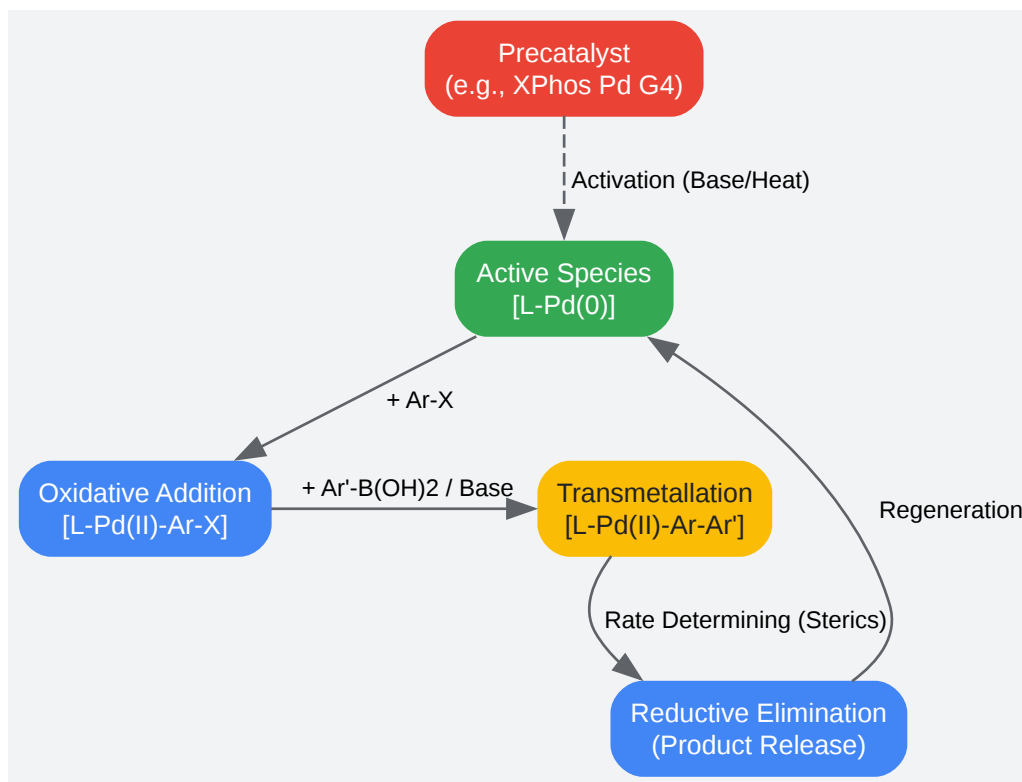 Precatalyst
(e.g., XPhos Pd G4)
Activation (Base/Heat)
Active Species
[L-Pd(0)]
+ Ar-X
Oxidative Addition
[L-Pd(II)-Ar-X]
+ Ar'-B(OH)2 / Base
Transmetallation
[L-Pd(II)-Ar-Ar']
Regeneration
Rate Determining (Sterics)
Reductive Elimination
(Product Release)